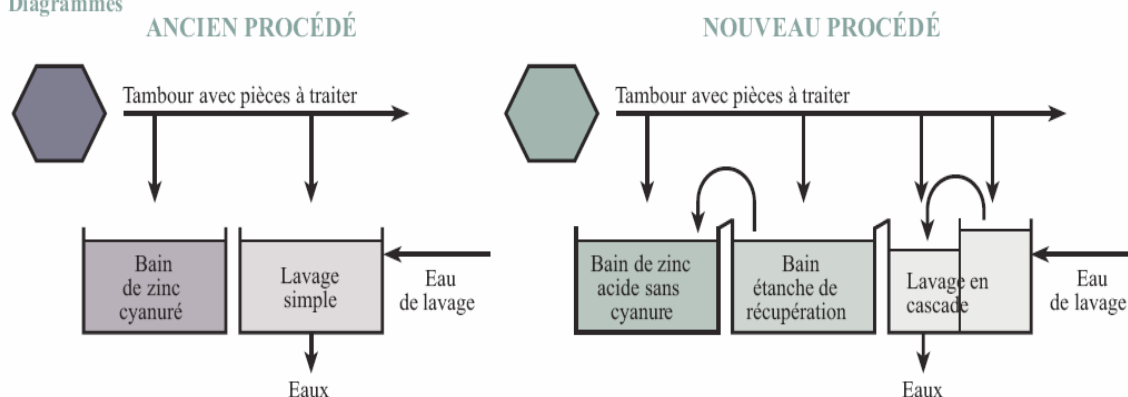 Diagrammes
ANCIEN PROCÉDÉ
Tambour avec pièces à traiter
Bain
de zinc
cyanuré
Lavage
simple
Eau
de lavage
Eaux
NOUVEAU PROCÉDÉ
Tambour avec pièces à traiter
Bain de zinc
acide sans
cyanure
Bain
étanche de
récupération
Lavage en
cascade
Eau
de lavage
Eaux